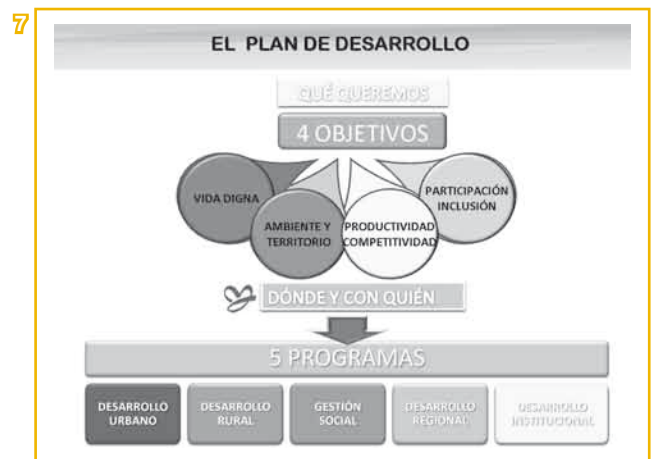 7
EL PLAN DE DESARROLLO
QUÉ QUEREMOS
4 OBJETIVOS
VIDA DIGNA
AMBIENTE Y
TERRITORIO
PRODUCTIVIDAD
COMPETITIVIDAD
PARTICIPACIÓN
INCLUSIÓN
DÓNDE Y CON QUIÉN
5 PROGRAMAS
DESARROLLO
URBANO
DESARROLLO
RURAL
GESTIÓN
SOCIAL
DESARROLLO
REGIONAL
DESARROLLO
INSTITUCIONAL